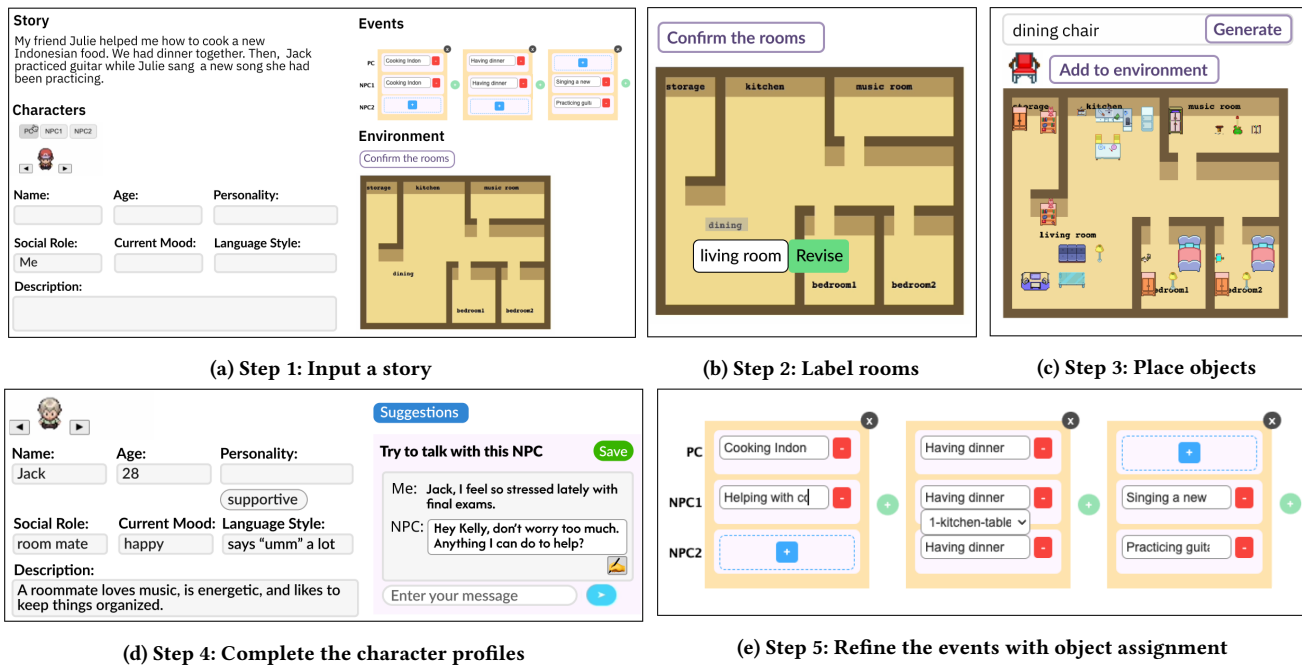 Story
My friend Julie helped me how to cook a new
Indonesian food. We had dinner together. Then, Jack
practiced guitar while Julie sang a new song she had
been practicing.
Characters
PC NPC1 NPC2
Name: Age: Personality:
Social Role: Current Mood: Language Style:
Me
Description:
Events
x x x
PC Cooking Indon - Having dinner - +
NPC1 Cooking Indon - + Having dinner - + Singing a new - +
NPC2 + + Practicing guit -
Environment
Confirm the rooms
storage kitchen music room
dining
bedroom1 bedroom2
(a) Step 1: Input a story
Confirm the rooms
storage kitchen music room
dining
living room Revise
bedroom1 bedroom2
(b) Step 2: Label rooms
dining chair Generate
Add to environment
storage kitchen music room
living room
bedroom1 bedroom2
(c) Step 3: Place objects
Name: Age: Personality:
Jack 28
supportive
Social Role: Current Mood: Language Style:
room mate happy says “umm” a lot
Description:
A roommate loves music, is energetic, and likes to
keep things organized.
Suggestions
Try to talk with this NPC Save
Me: Jack, I feel so stressed lately with
final exams.
NPC: Hey Kelly, don’t worry too much.
Anything I can do to help?
Enter your message
(d) Step 4: Complete the character profiles
x x x
PC Cooking Indon - Having dinner - +
NPC1 Helping with co - + Having dinner - + Singing a new - +
1-kitchen-table
NPC2 + Having dinner - Practicing guita -
(e) Step 5: Refine the events with object assignment